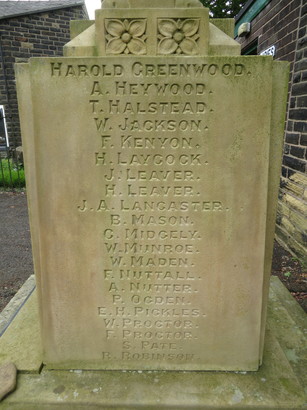 HAROLD GREENWOOD.
A. HEYWOOD.
T. HALSTEAD.
W. JACKSON.
F. KENYON.
H. LAYCOCK.
J. LEAVER.
H. LEAVER.
J. A. LANCASTER.
B. MASON.
C. MIDGELY.
W. MUNROE.
W. MADEN.
F. NUTTALL.
A. NUTTER.
P. OGDEN.
E. H. PICKLES.
W. PROCTOR.
F. PROCTOR.
S. PATE
R. ROBINSON